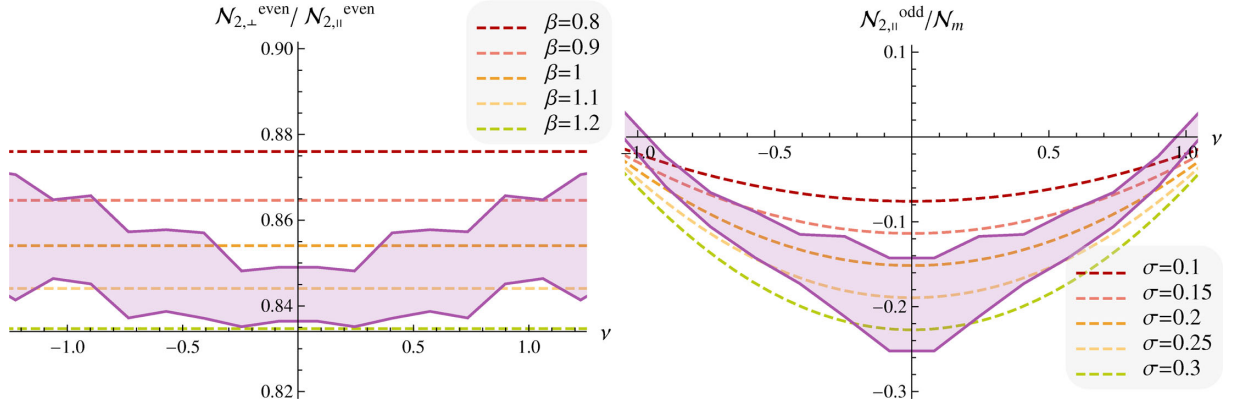 𝒩2,⊥even / 𝒩2,∥even
β=0.8
β=0.9
β=1
β=1.1
β=1.2
0.90
0.88
0.86
0.84
0.82
−1.0 −0.5 0.5 1.0 ν
𝒩2,∥odd/𝒩m
0.1
−1.0 −0.5 0.5 1.0 ν
−0.1
−0.2
−0.3
σ=0.1
σ=0.15
σ=0.2
σ=0.25
σ=0.3